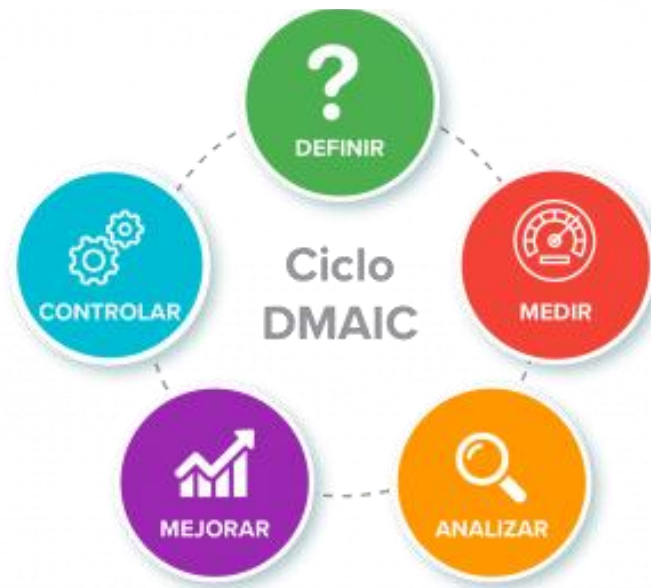 DEFINIR
MEDIR
ANALIZAR
MEJORAR
CONTROLAR
Ciclo
DMAIC